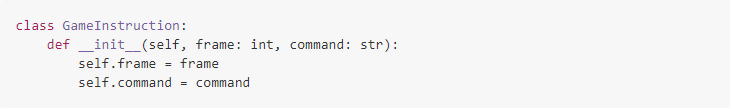 class GameInstruction:
    def __init__(self, frame: int, command: str):
        self.frame = frame
        self.command = command